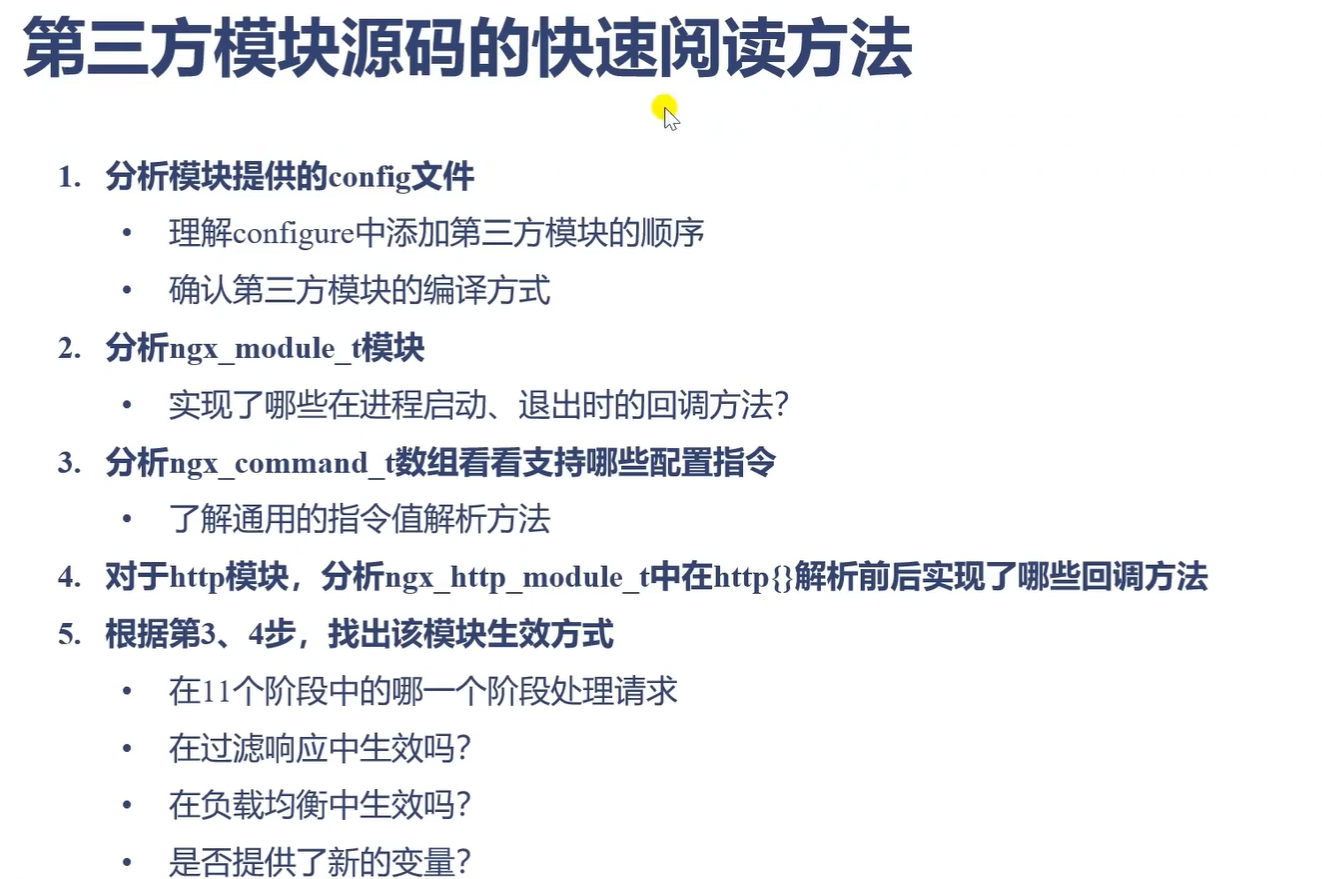 第三方模块源码的快速阅读方法
1. 分析模块提供的config文件
• 理解configure中添加第三方模块的顺序
• 确认第三方模块的编译方式
2. 分析ngx_module_t模块
• 实现了哪些在进程启动、退出时的回调方法?
3. 分析ngx_command_t数组看看支持哪些配置指令
• 了解通用的指令值解析方法
4. 对于http模块，分析ngx_http_module_t中在http{}解析前后实现了哪些回调方法
5. 根据第3、4步，找出该模块生效方式
• 在11个阶段中的哪一个阶段处理请求
• 在过滤响应中生效吗?
• 在负载均衡中生效吗?
• 是否提供了新的变量?